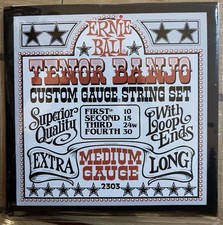 ERNIE
BALL
TENOR BANJO
CUSTOM GAUGE STRING SET
Superior
Quality
FIRST- 10
SECOND 15
THIRD 24w
FOURTH 30
With
Loop
Ends
EXTRA
MEDIUM
GAUGE
LONG
2303